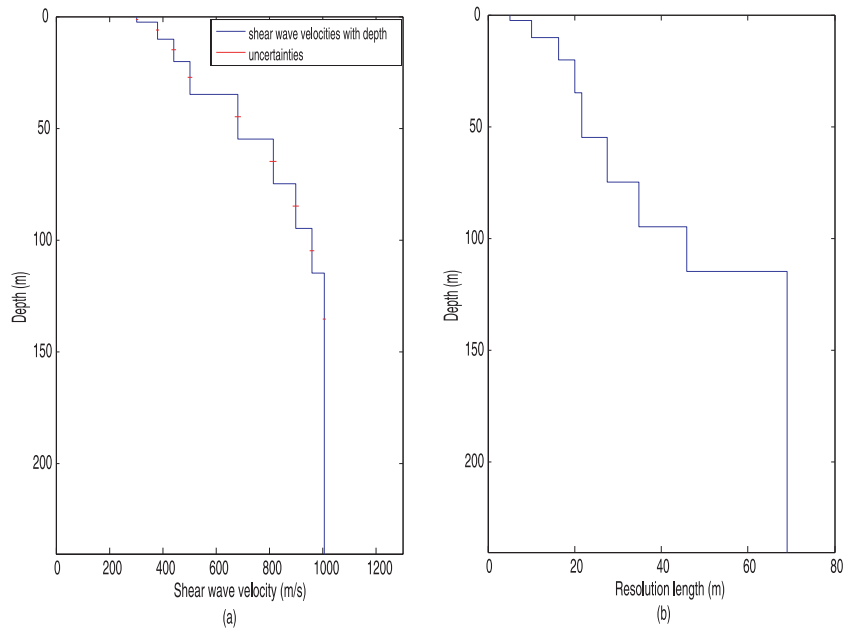 0
50
100
150
200
Depth (m)
shear wave velocities with depth
uncertainties
0 200 400 600 800 1000 1200
Shear wave velocity (m/s)
(a)
0
50
100
150
200
Depth (m)
0 20 40 60 80
Resolution length (m)
(b)